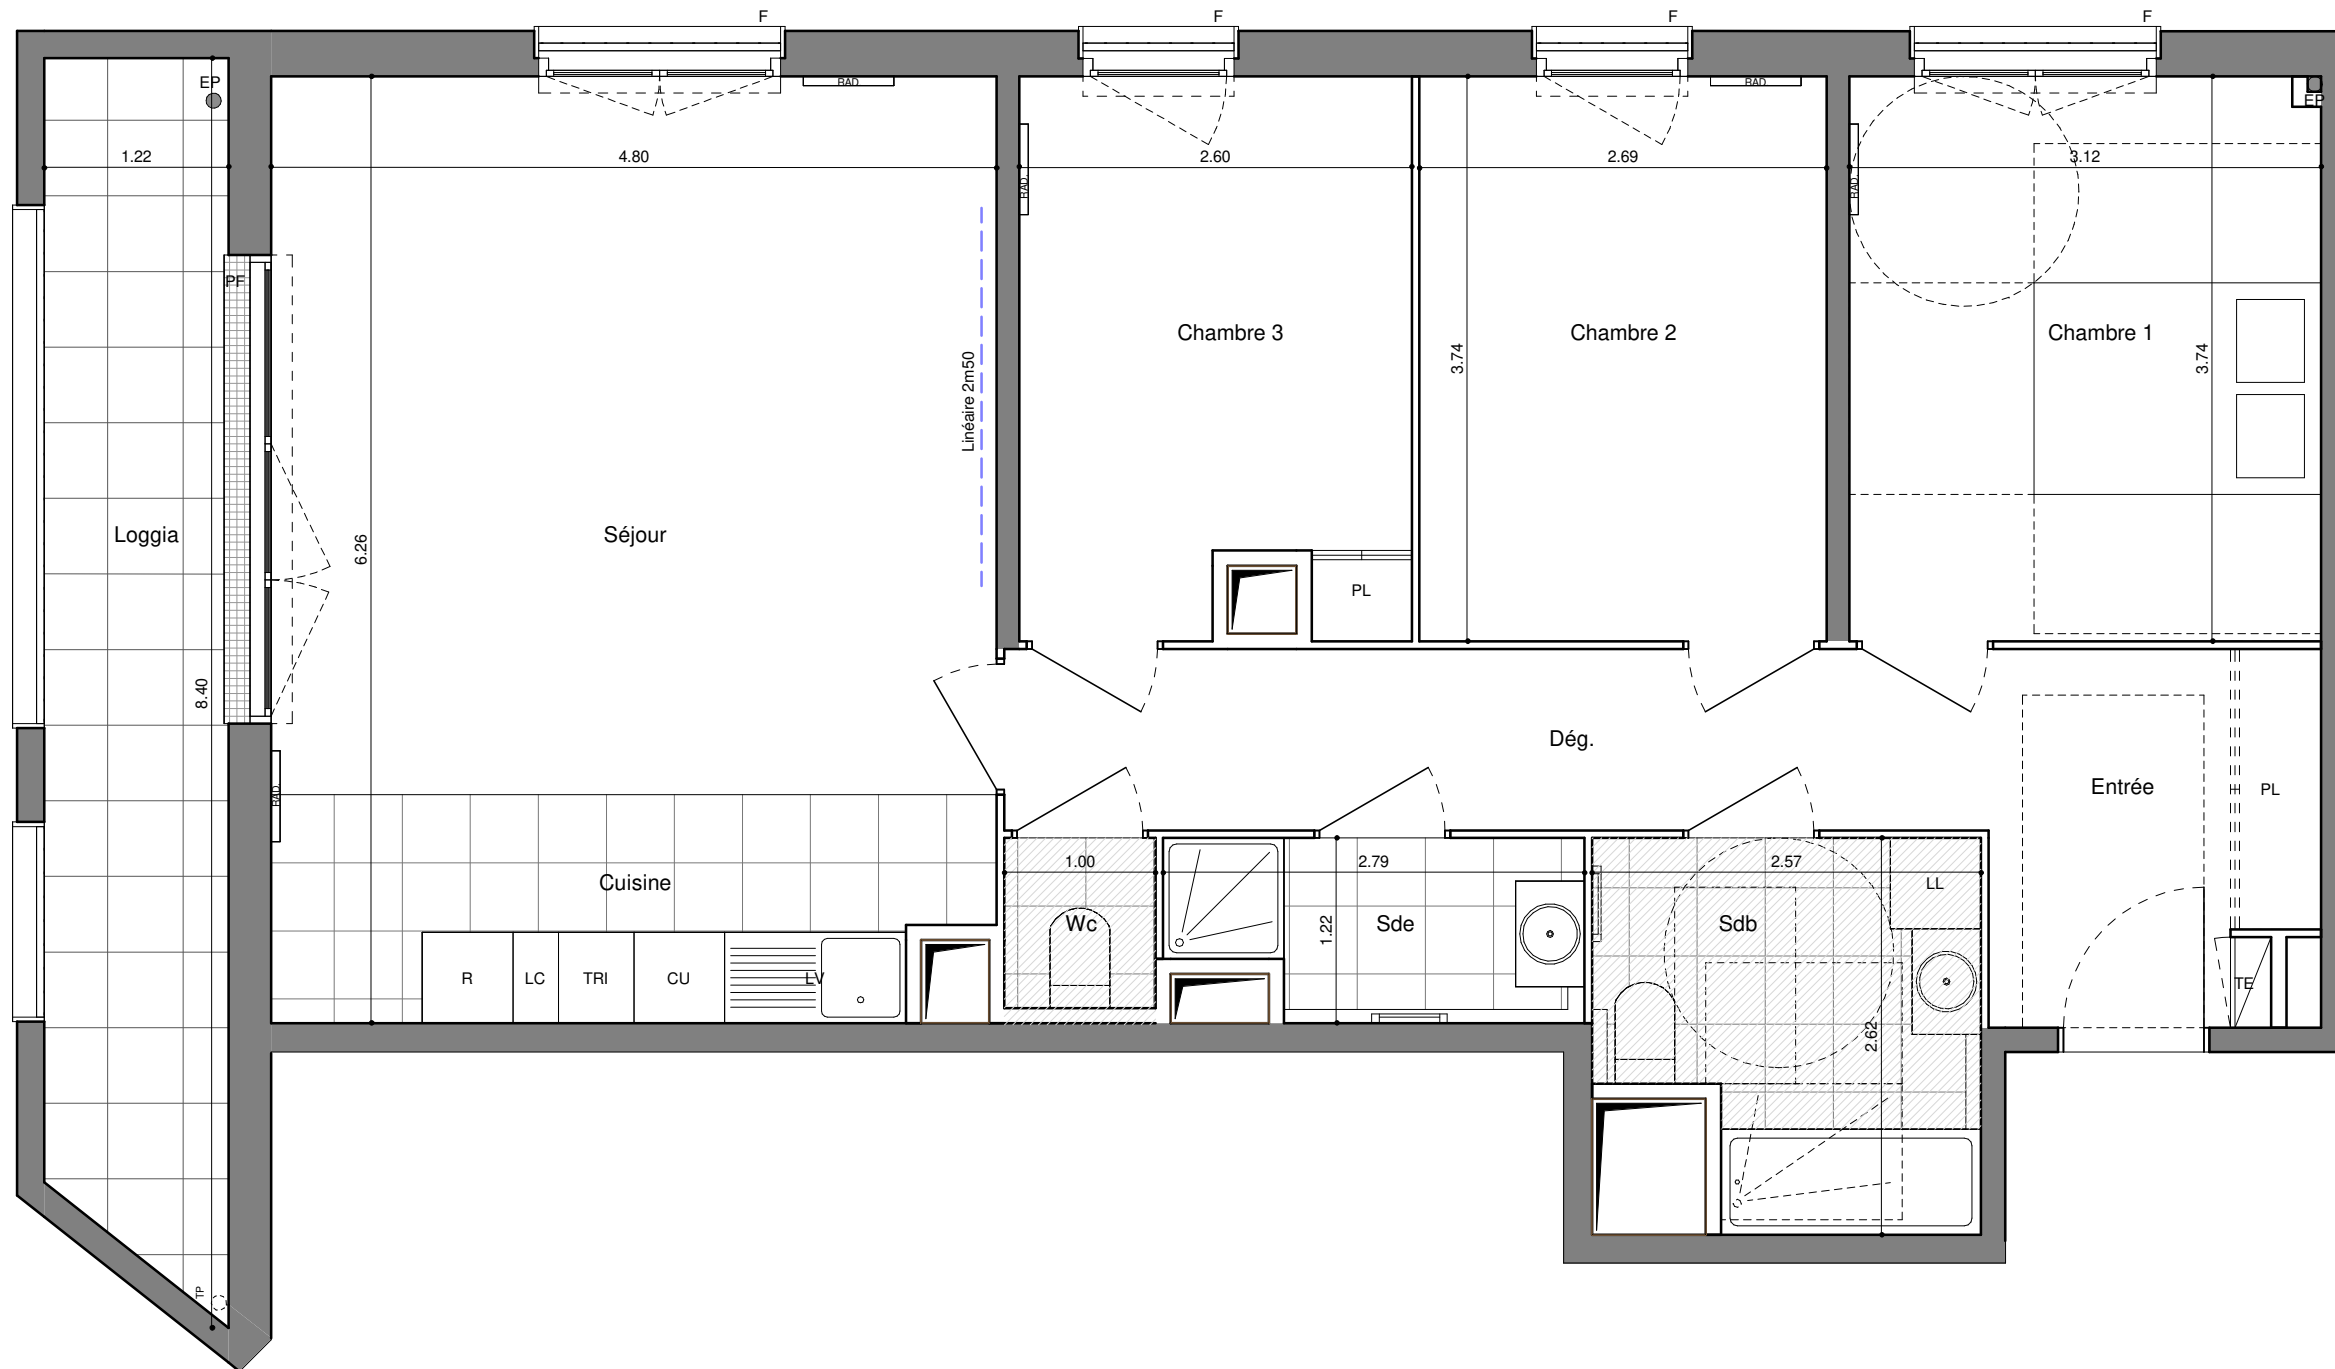 F
F
F
F
EP
RAD.
RAD.
EP
1.22
4.80
2.60
2.69
3.12
RAD.
RAD.
PF
Chambre 3
Chambre 2
Chambre 1
3.74
3.74
Linéaire 2m50
Loggia
Séjour
6.26
PL
8.40
Dég.
Entrée
PL
RAD.
Cuisine
1.00
2.79
2.57
LL
Wc
1.22
Sde
Sdb
R
LC
TRI
CU
LV
TE
2.62
TP